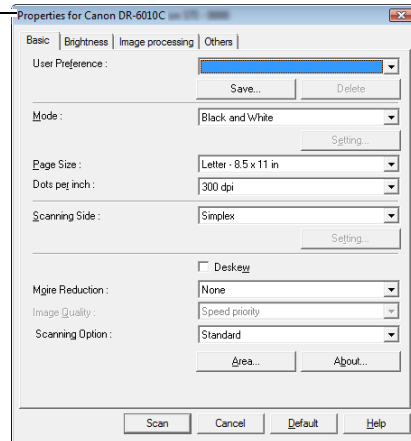 Properties for Canon DR-6010C
Basic Brightness Image processing Others
User Preference :
Save... Delete
Mode : Black and White
Setting...
Page Size : Letter - 8.5 x 11 in
Dots per inch : 300 dpi
Scanning Side : Simplex
Setting...
Deskew
Moire Reduction : None
Image Quality : Speed priority
Scanning Option : Standard
Area... About...
Scan Cancel Default Help